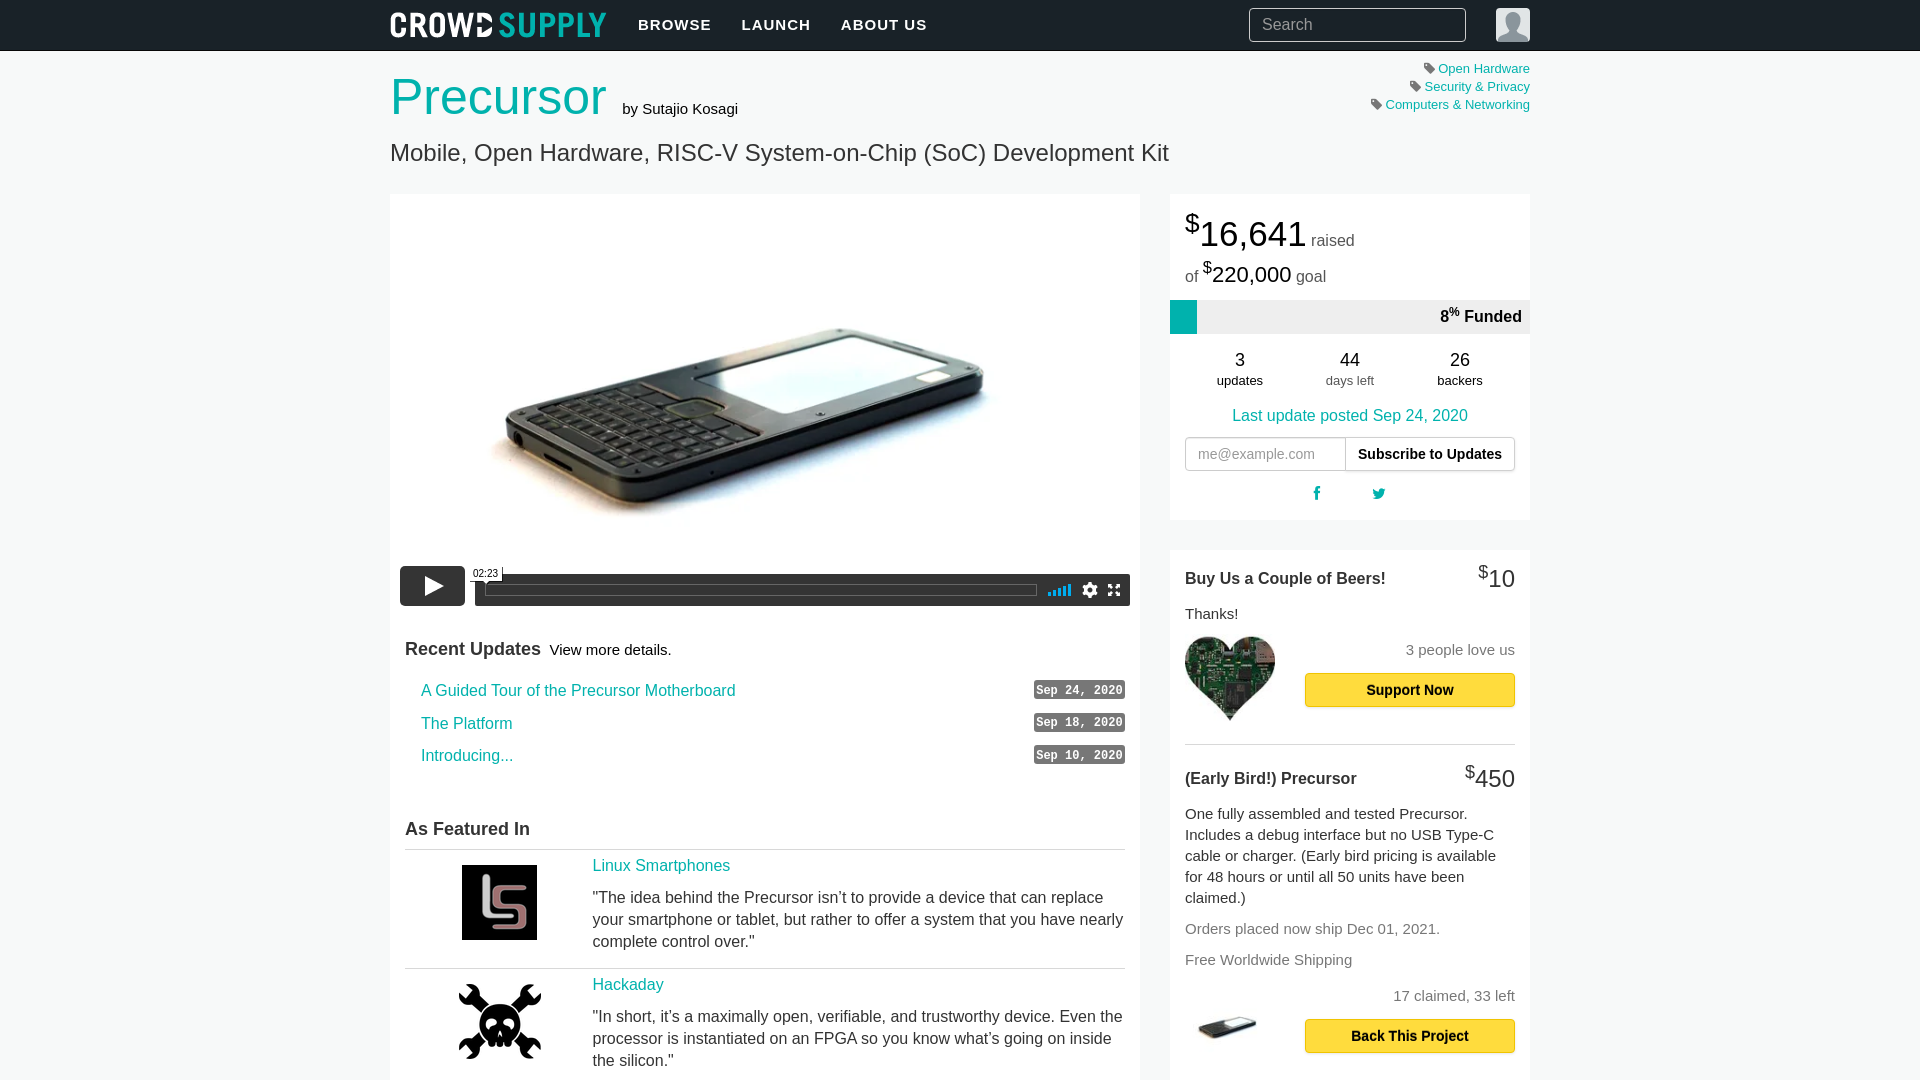 CROWD SUPPLY
BROWSE
LAUNCH
ABOUT US
Search
Precursor by Sutajio Kosagi
Open Hardware
Security & Privacy
Computers & Networking
Mobile, Open Hardware, RISC-V System-on-Chip (SoC) Development Kit
02:23
Recent Updates View more details.
A Guided Tour of the Precursor Motherboard Sep 24, 2020
The Platform Sep 18, 2020
Introducing... Sep 10, 2020
As Featured In
LS
Linux Smartphones
"The idea behind the Precursor isn’t to provide a device that can replace
your smartphone or tablet, but rather to offer a system that you have nearly
complete control over."
Hackaday
"In short, it’s a maximally open, verifiable, and trustworthy device. Even the
processor is instantiated on an FPGA so you know what’s going on inside
the silicon."
$16,641 raised
of $220,000 goal
8% Funded
3 44 26
updates days left backers
Last update posted Sep 24, 2020
me@example.com Subscribe to Updates
Buy Us a Couple of Beers! $10
Thanks!
3 people love us
Support Now
(Early Bird!) Precursor $450
One fully assembled and tested Precursor.
Includes a debug interface but no USB Type-C
cable or charger. (Early bird pricing is available
for 48 hours or until all 50 units have been
claimed.)
Orders placed now ship Dec 01, 2021.
Free Worldwide Shipping
17 claimed, 33 left
Back This Project